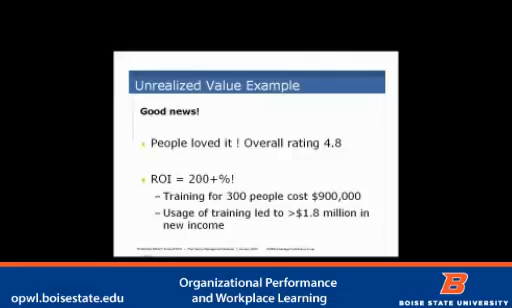 Unrealized Value Example
Good news!
People loved it ! Overall rating 4.8
ROI = 200+%!
– Training for 300 people cost $900,000
– Usage of training led to >$1.8 million in
new income
opwl.boisestate.edu
Organizational Performance
and Workplace Learning
B
BOISE STATE UNIVERSITY